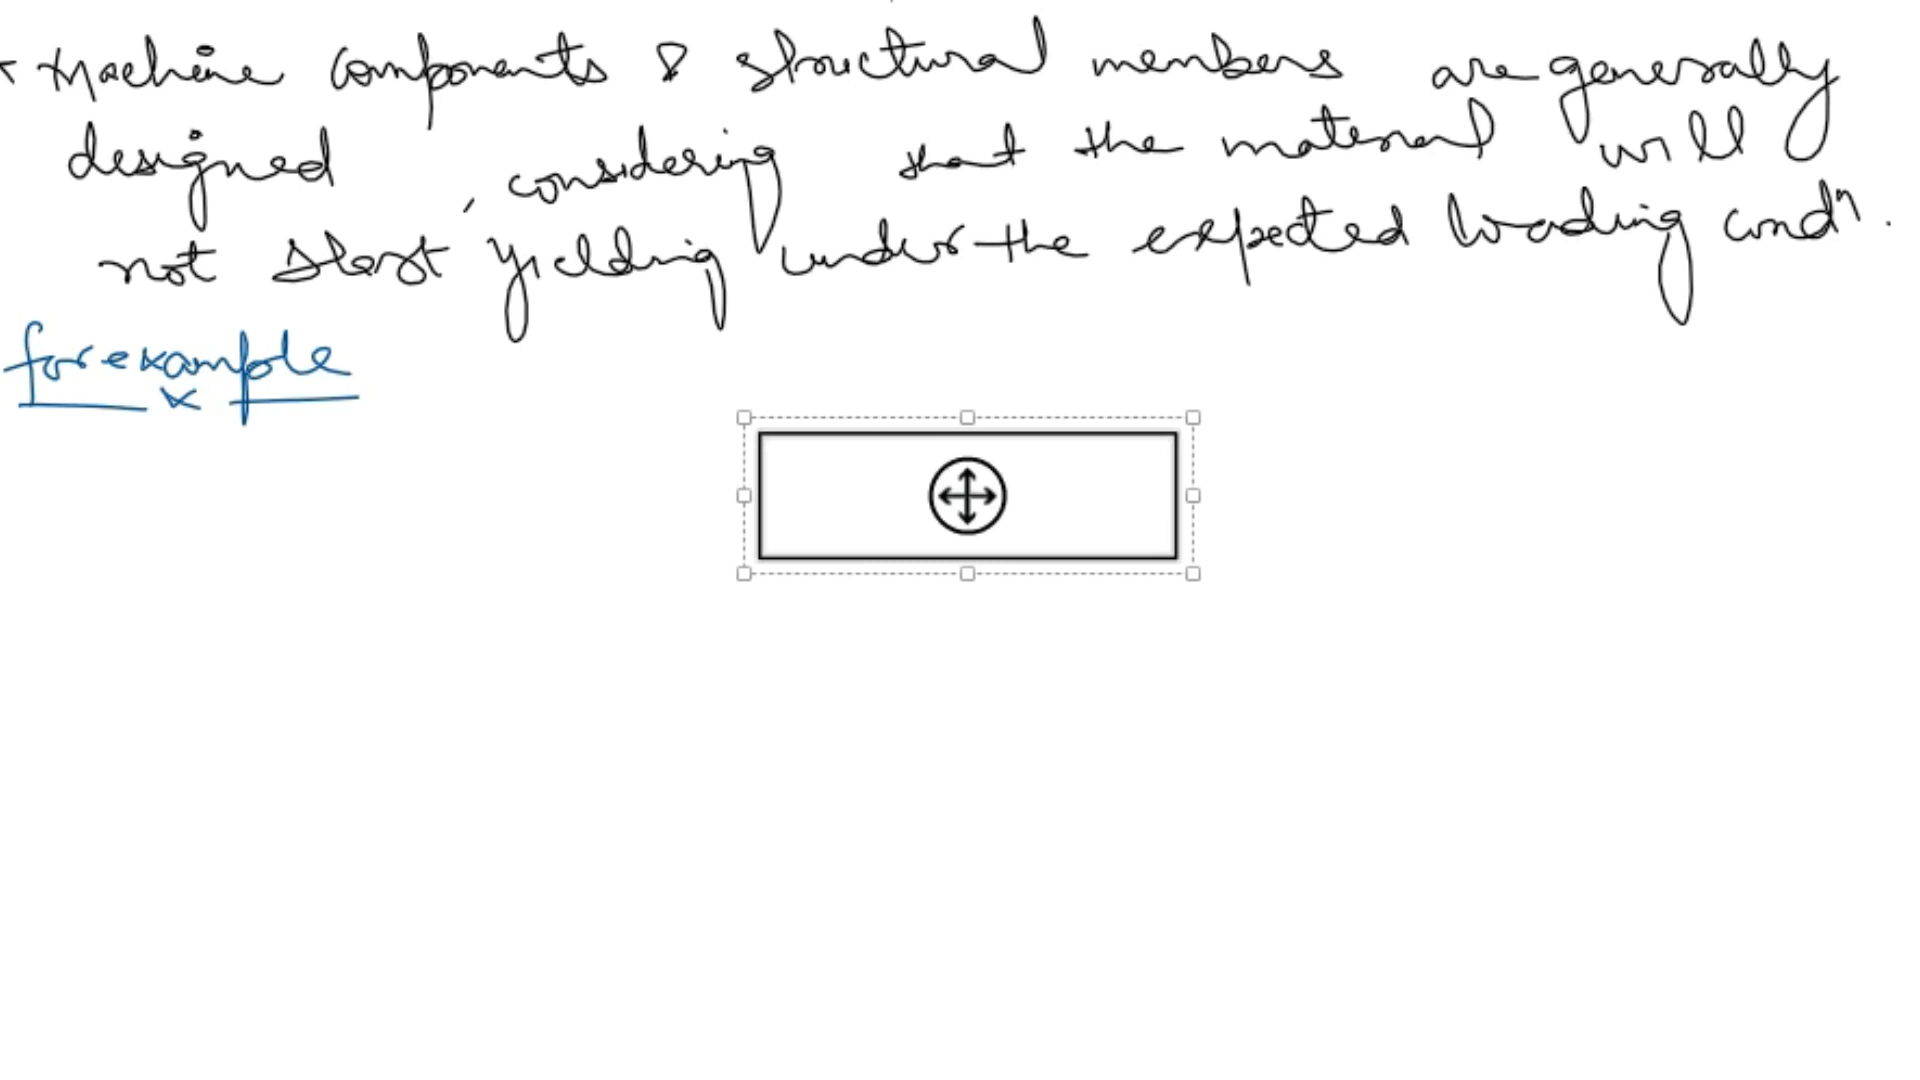 * Machine components & structural members are generally
designed, considering that the material will
not start yielding under the expected loading condn.
for example